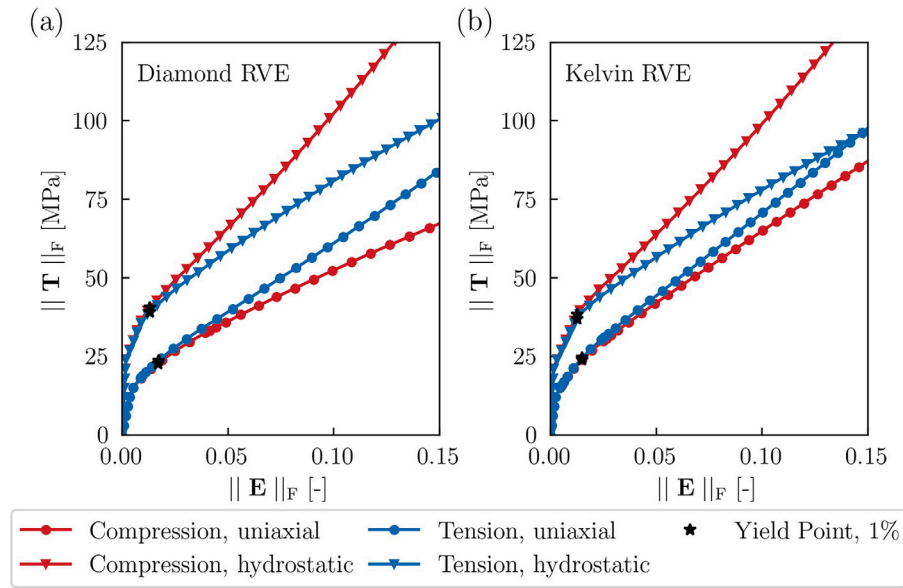 (a)
(b)
125
100
75
50
25
0
|| T ||F [MPa]
Diamond RVE
0.00 0.05 0.10 0.15
|| E ||F [-]
125
100
75
50
25
0
|| T ||F [MPa]
Kelvin RVE
0.00 0.05 0.10 0.15
|| E ||F [-]
Compression, uniaxial
Tension, uniaxial
Yield Point, 1%
Compression, hydrostatic
Tension, hydrostatic